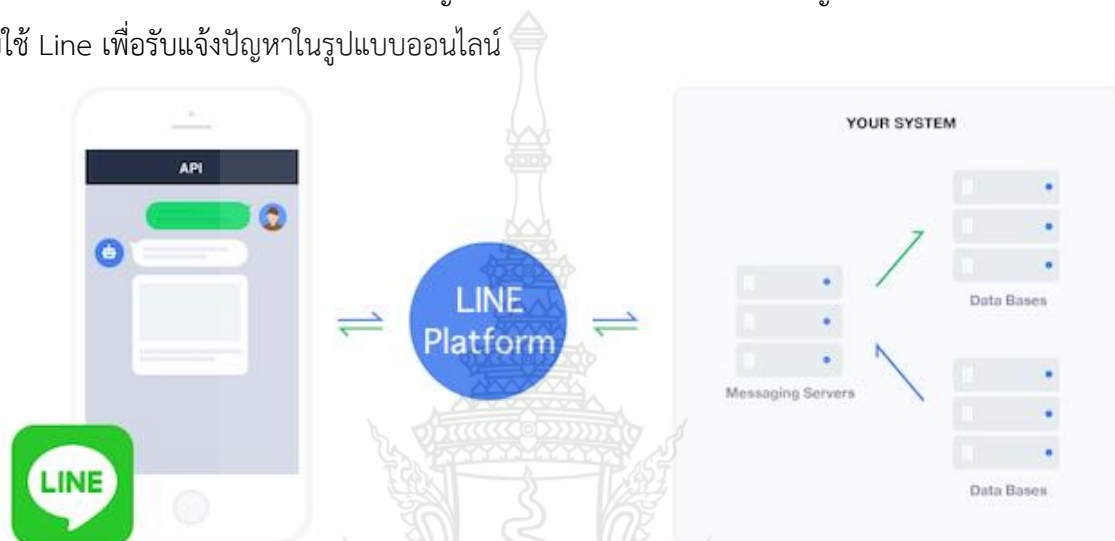 ใช้ Line เพื่อรับแจ้งปัญหาในรูปแบบออนไลน์
YOUR SYSTEM
API
LINE
Platform
Data Bases
Messaging Servers
LINE
Data Bases